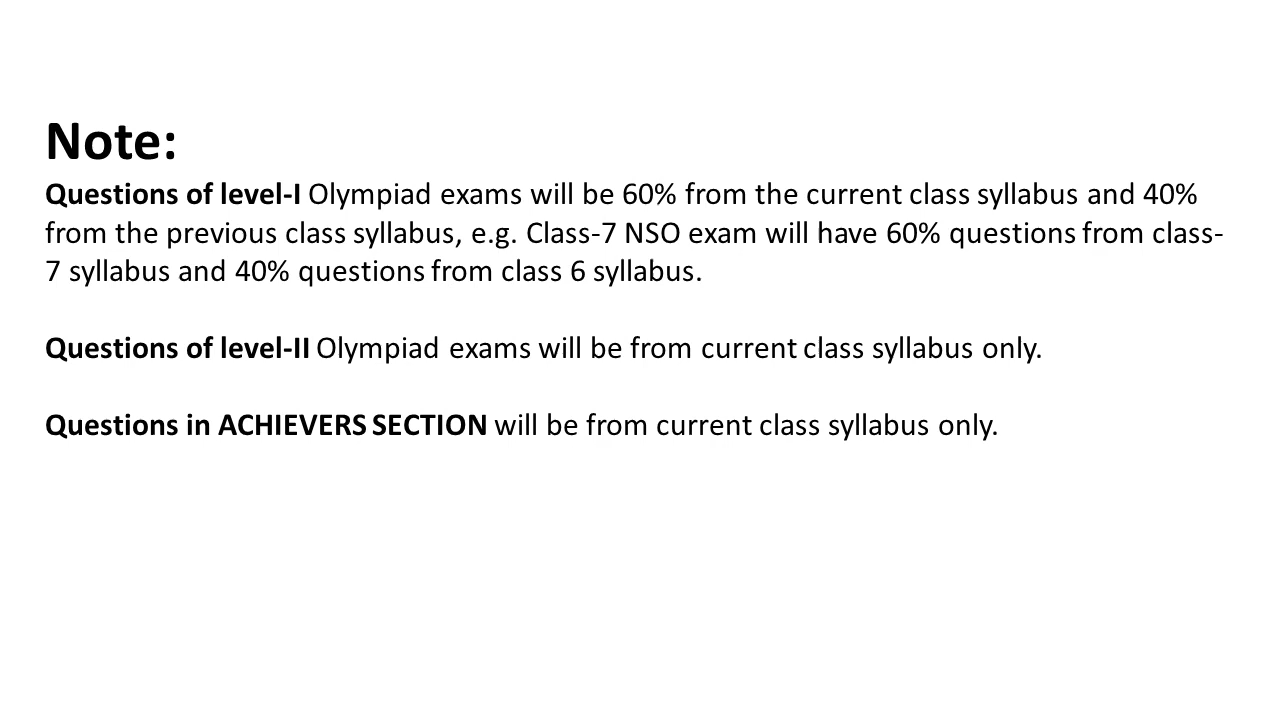 Note:
Questions of level-I Olympiad exams will be 60% from the current class syllabus and 40%
from the previous class syllabus, e.g. Class-7 NSO exam will have 60% questions from class-
7 syllabus and 40% questions from class 6 syllabus.
Questions of level-II Olympiad exams will be from current class syllabus only.
Questions in ACHIEVERS SECTION will be from current class syllabus only.